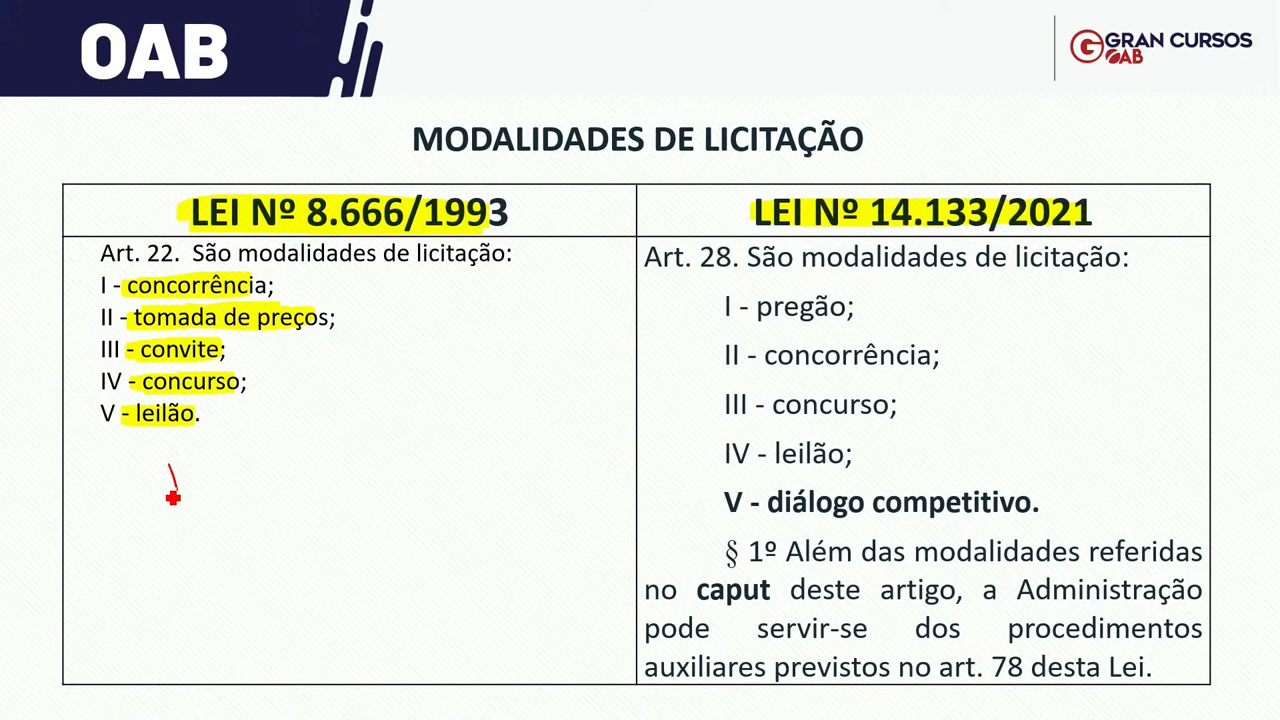 OAB
GRAN CURSOS
OAB
MODALIDADES DE LICITAÇÃO
LEI Nº 8.666/1993
Art. 22. São modalidades de licitação:
I - concorrência;
II - tomada de preços;
III - convite;
IV - concurso;
V - leilão.
LEI Nº 14.133/2021
Art. 28. São modalidades de licitação:
I - pregão;
II - concorrência;
III - concurso;
IV - leilão;
V - diálogo competitivo.
§ 1º Além das modalidades referidas
no caput deste artigo, a Administração
pode servir-se dos procedimentos
auxiliares previstos no art. 78 desta Lei.